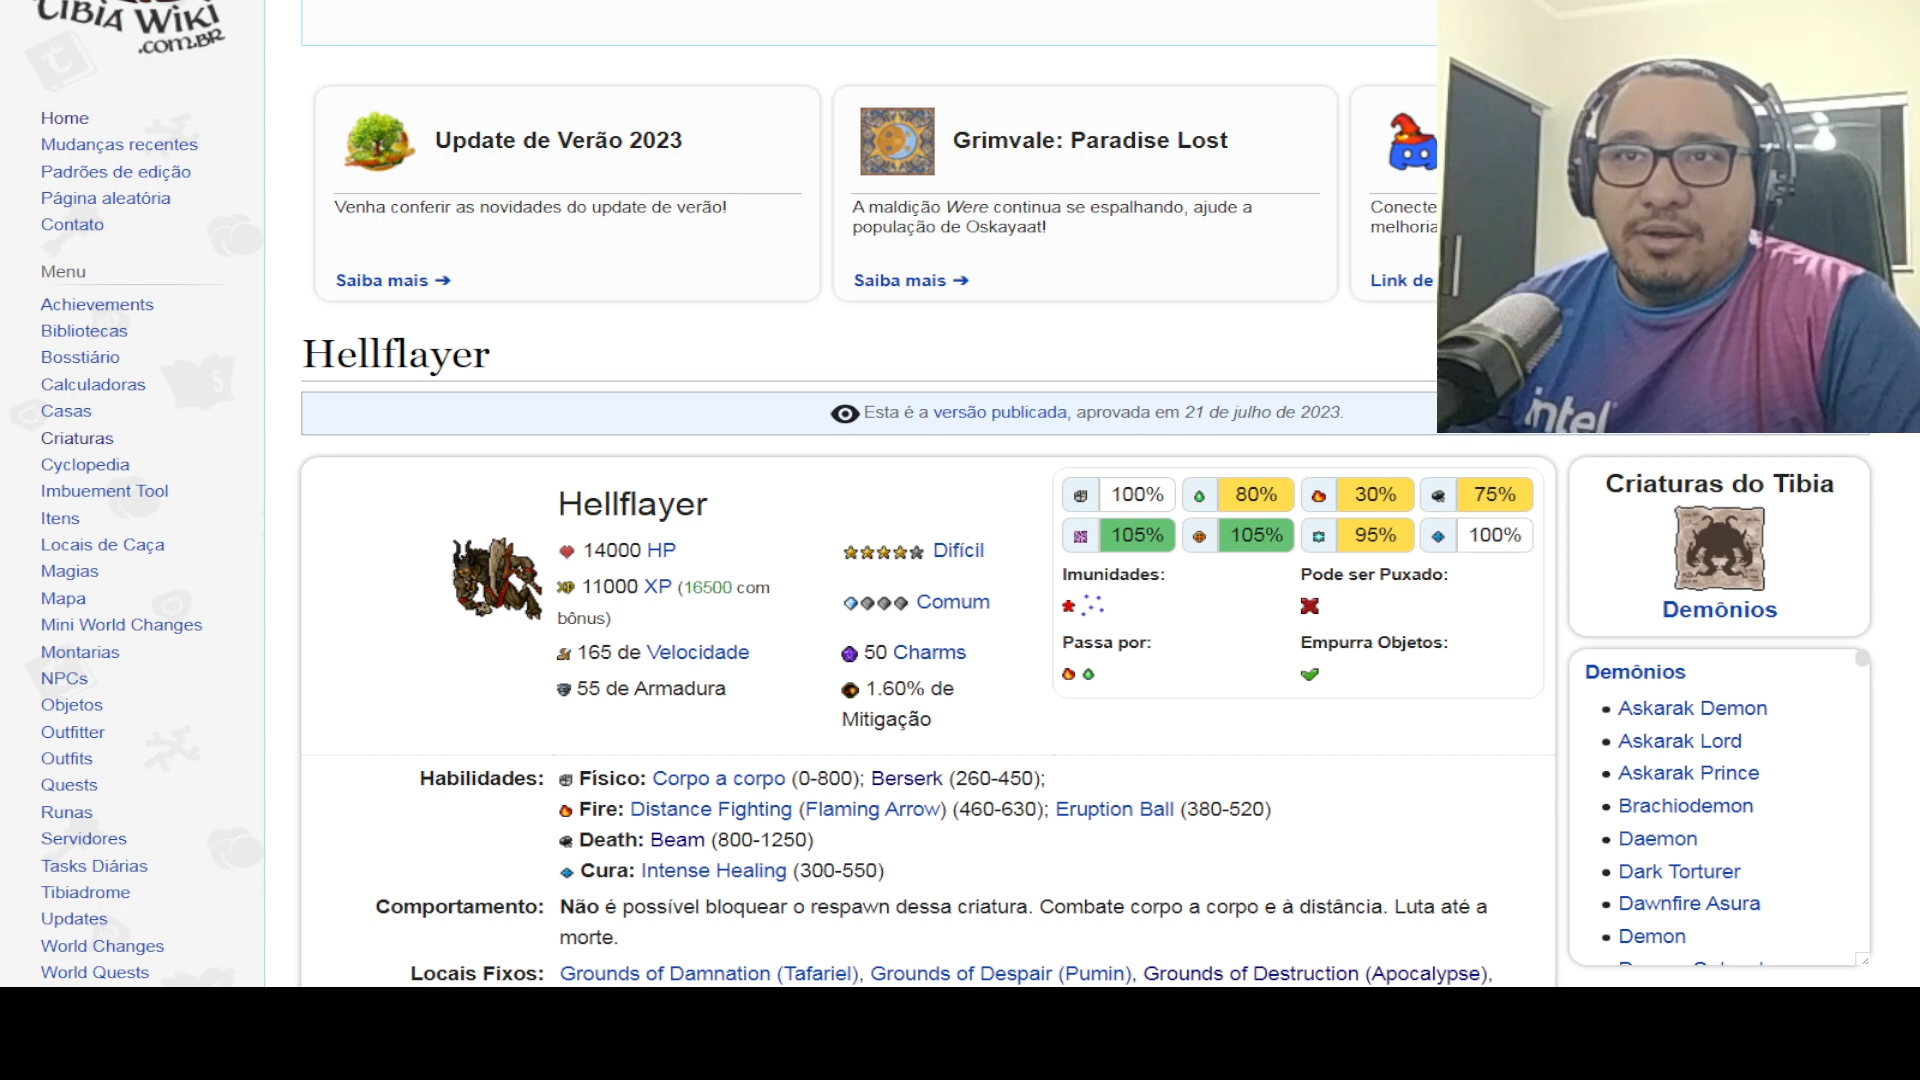 TIBIA WIKI
.COM.BR
Home
Mudanças recentes
Padrões de edição
Página aleatória
Contato
Menu
Achievements
Bibliotecas
Bosstiário
Calculadoras
Casas
Criaturas
Cyclopedia
Imbuement Tool
Itens
Locais de Caça
Magias
Mapa
Mini World Changes
Montarias
NPCs
Objetos
Outfitter
Outfits
Quests
Runas
Servidores
Tasks Diárias
Tibiadrome
Updates
World Changes
World Quests
Update de Verão 2023
Venha conferir as novidades do update de verão!
Saiba mais ➔
Grimvale: Paradise Lost
A maldição Were continua se espalhando, ajude a
população de Oskayaat!
Saiba mais ➔
Conecte
melhoria
Link de
intel
Hellflayer
Esta é a versão publicada, aprovada em 21 de julho de 2023.
Hellflayer
14000 HP
11000 XP (16500 com
bônus)
165 de Velocidade
55 de Armadura
Difícil
Comum
50 Charms
1.60% de
Mitigação
100% 80% 30% 75%
105% 105% 95% 100%
Imunidades:
Pode ser Puxado:
Passa por:
Empurra Objetos:
Habilidades: Físico: Corpo a corpo (0-800); Berserk (260-450);
Fire: Distance Fighting (Flaming Arrow) (460-630); Eruption Ball (380-520)
Death: Beam (800-1250)
Cura: Intense Healing (300-550)
Comportamento: Não é possível bloquear o respawn dessa criatura. Combate corpo a corpo e à distância. Luta até a
morte.
Locais Fixos: Grounds of Damnation (Tafariel), Grounds of Despair (Pumin), Grounds of Destruction (Apocalypse),
Criaturas do Tibia
Demônios
Demônios
Askarak Demon
Askarak Lord
Askarak Prince
Brachiodemon
Daemon
Dark Torturer
Dawnfire Asura
Demon